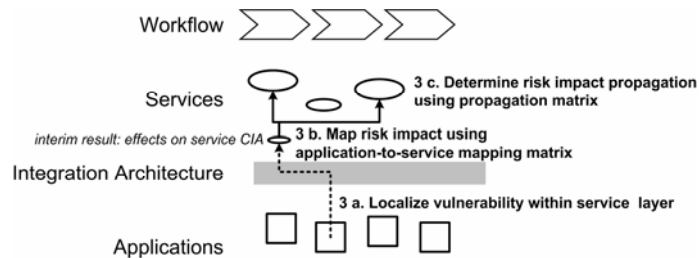 Workflow
3 c. Determine risk impact propagation
using propagation matrix
Services
interim result: effects on service CIA
3 b. Map risk impact using
application-to-service mapping matrix
Integration Architecture
3 a. Localize vulnerability within service layer
Applications